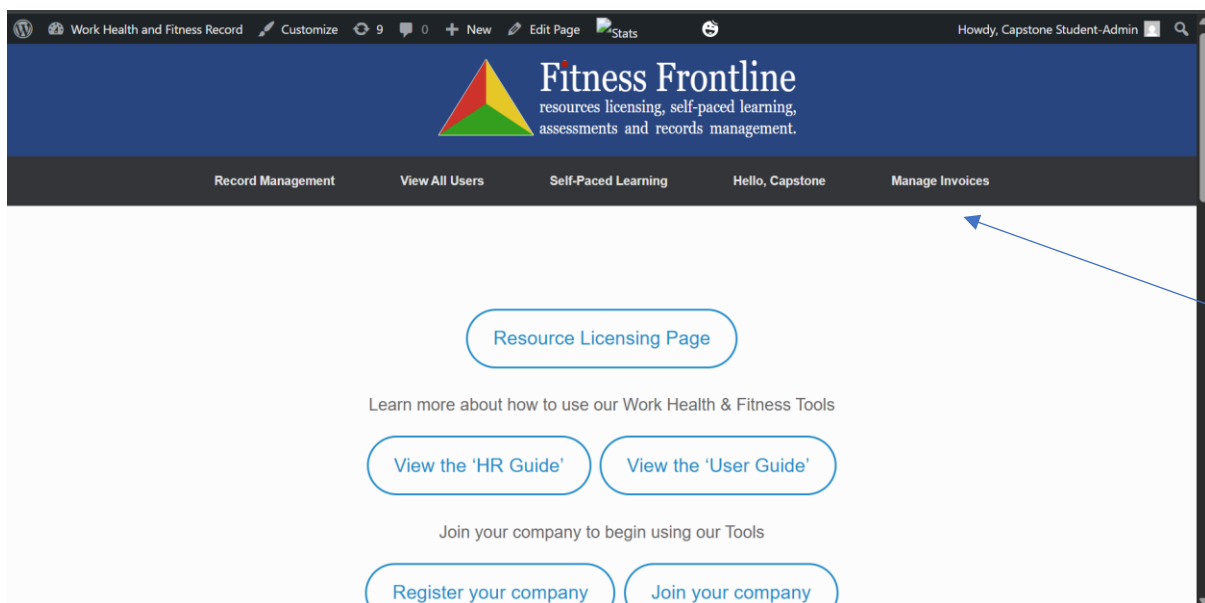 Work Health and Fitness Record Customize 9 0 New Edit Page Stats Howdy, Capstone Student-Admin
Fitness Frontline
resources licensing, self-paced learning,
assessments and records management.
Record Management View All Users Self-Paced Learning Hello, Capstone Manage Invoices
Resource Licensing Page
Learn more about how to use our Work Health & Fitness Tools
View the ‘HR Guide’ View the ‘User Guide’
Join your company to begin using our Tools
Register your company Join your company